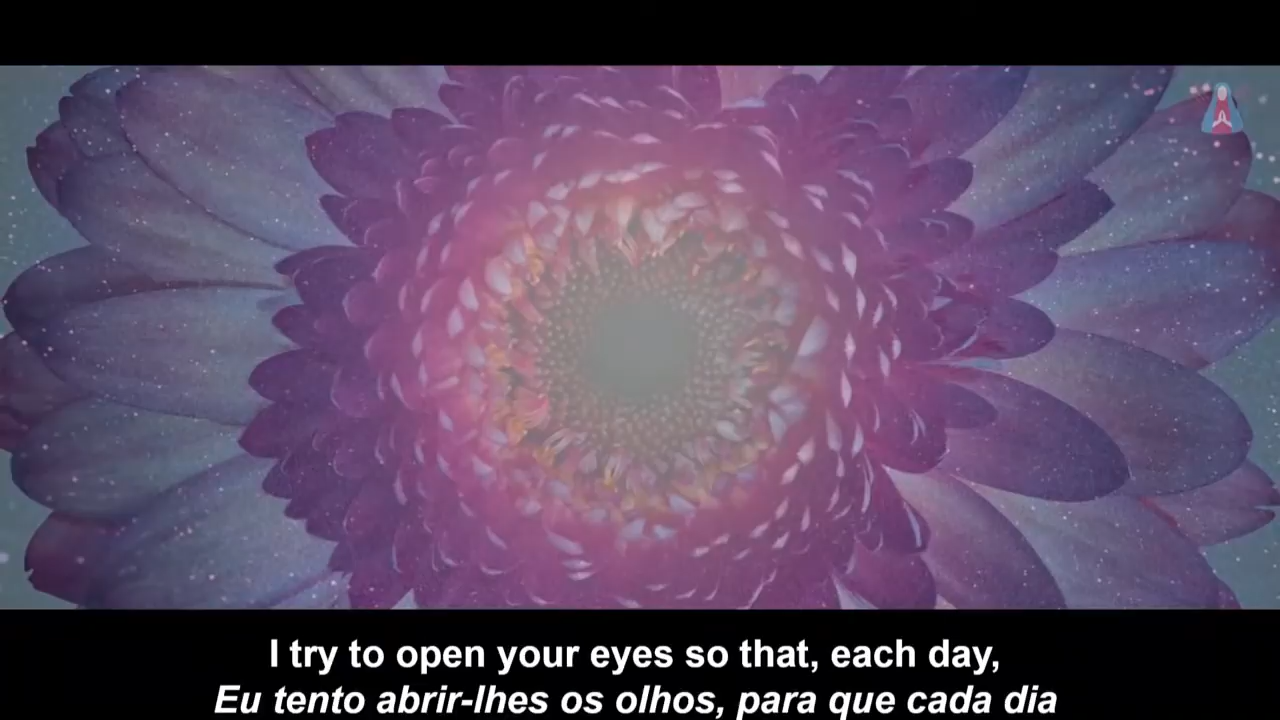 I try to open your eyes so that, each day,
Eu tento abrir-lhes os olhos, para que cada dia